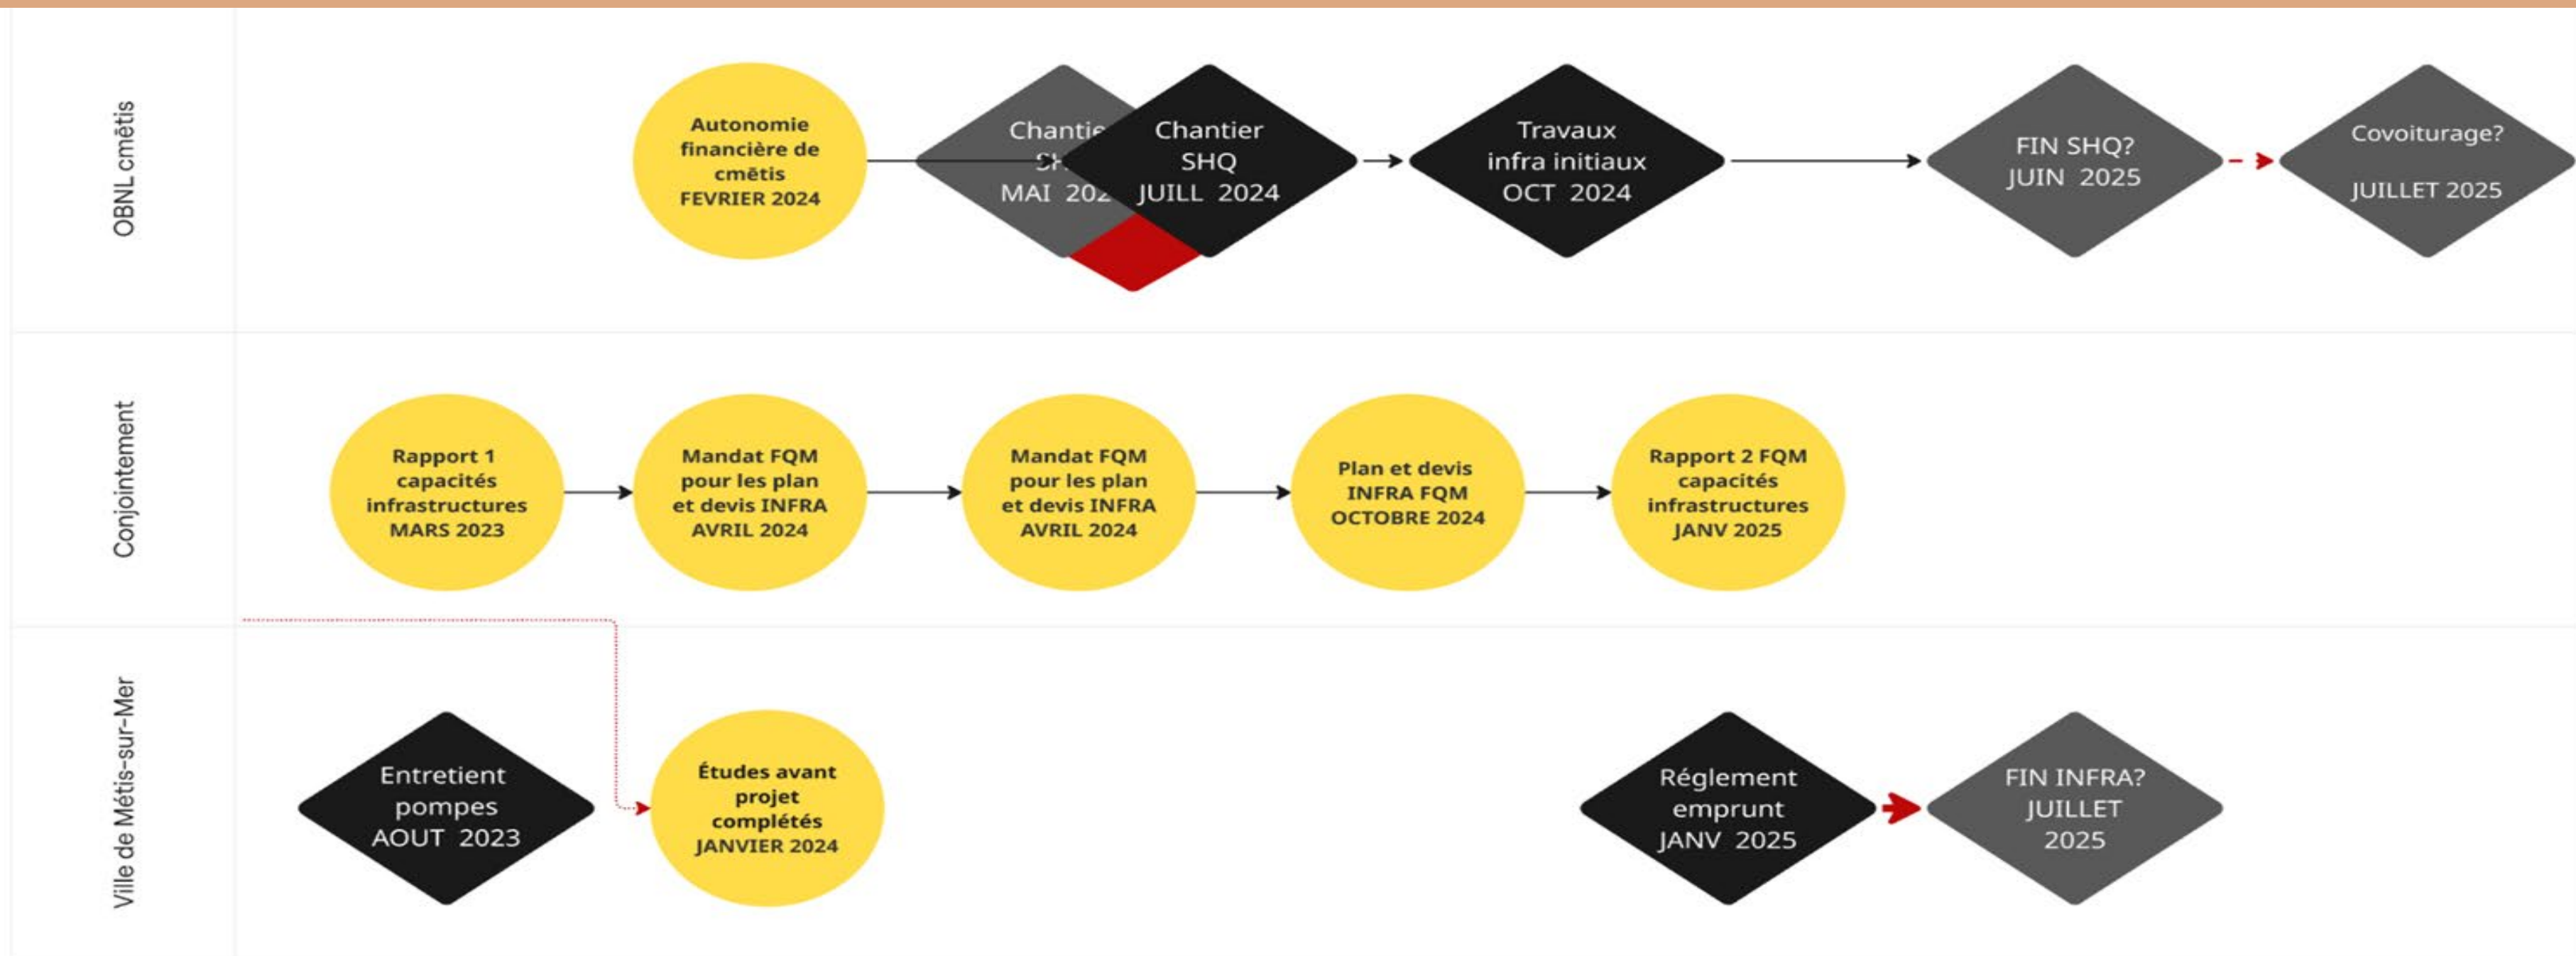 OBNL cmētis
Autonomie
financière de
cmētis
FEVRIER 2024
MAI
Chantier
SHQ
JUILL 2024
Travaux
infra initiaux
OCT 2024
FIN SHQ?
JUIN 2025
Covoiturage?
JUILLET 2025
Conjointement
Rapport 1
capacités
infrastructures
MARS 2023
Mandat FQM
pour les plan
et devis INFRA
AVRIL 2024
Mandat FQM
pour les plan
et devis INFRA
AVRIL 2024
Plan et devis
INFRA FQM
OCTOBRE 2024
Rapport 2 FQM
capacités
infrastructures
JANV 2025
Ville de Métis-sur-Mer
Entretient
pompes
AOUT 2023
Études avant
projet
complétés
JANVIER 2024
Réglement
emprunt
JANV 2025
FIN INFRA?
JUILLET
2025